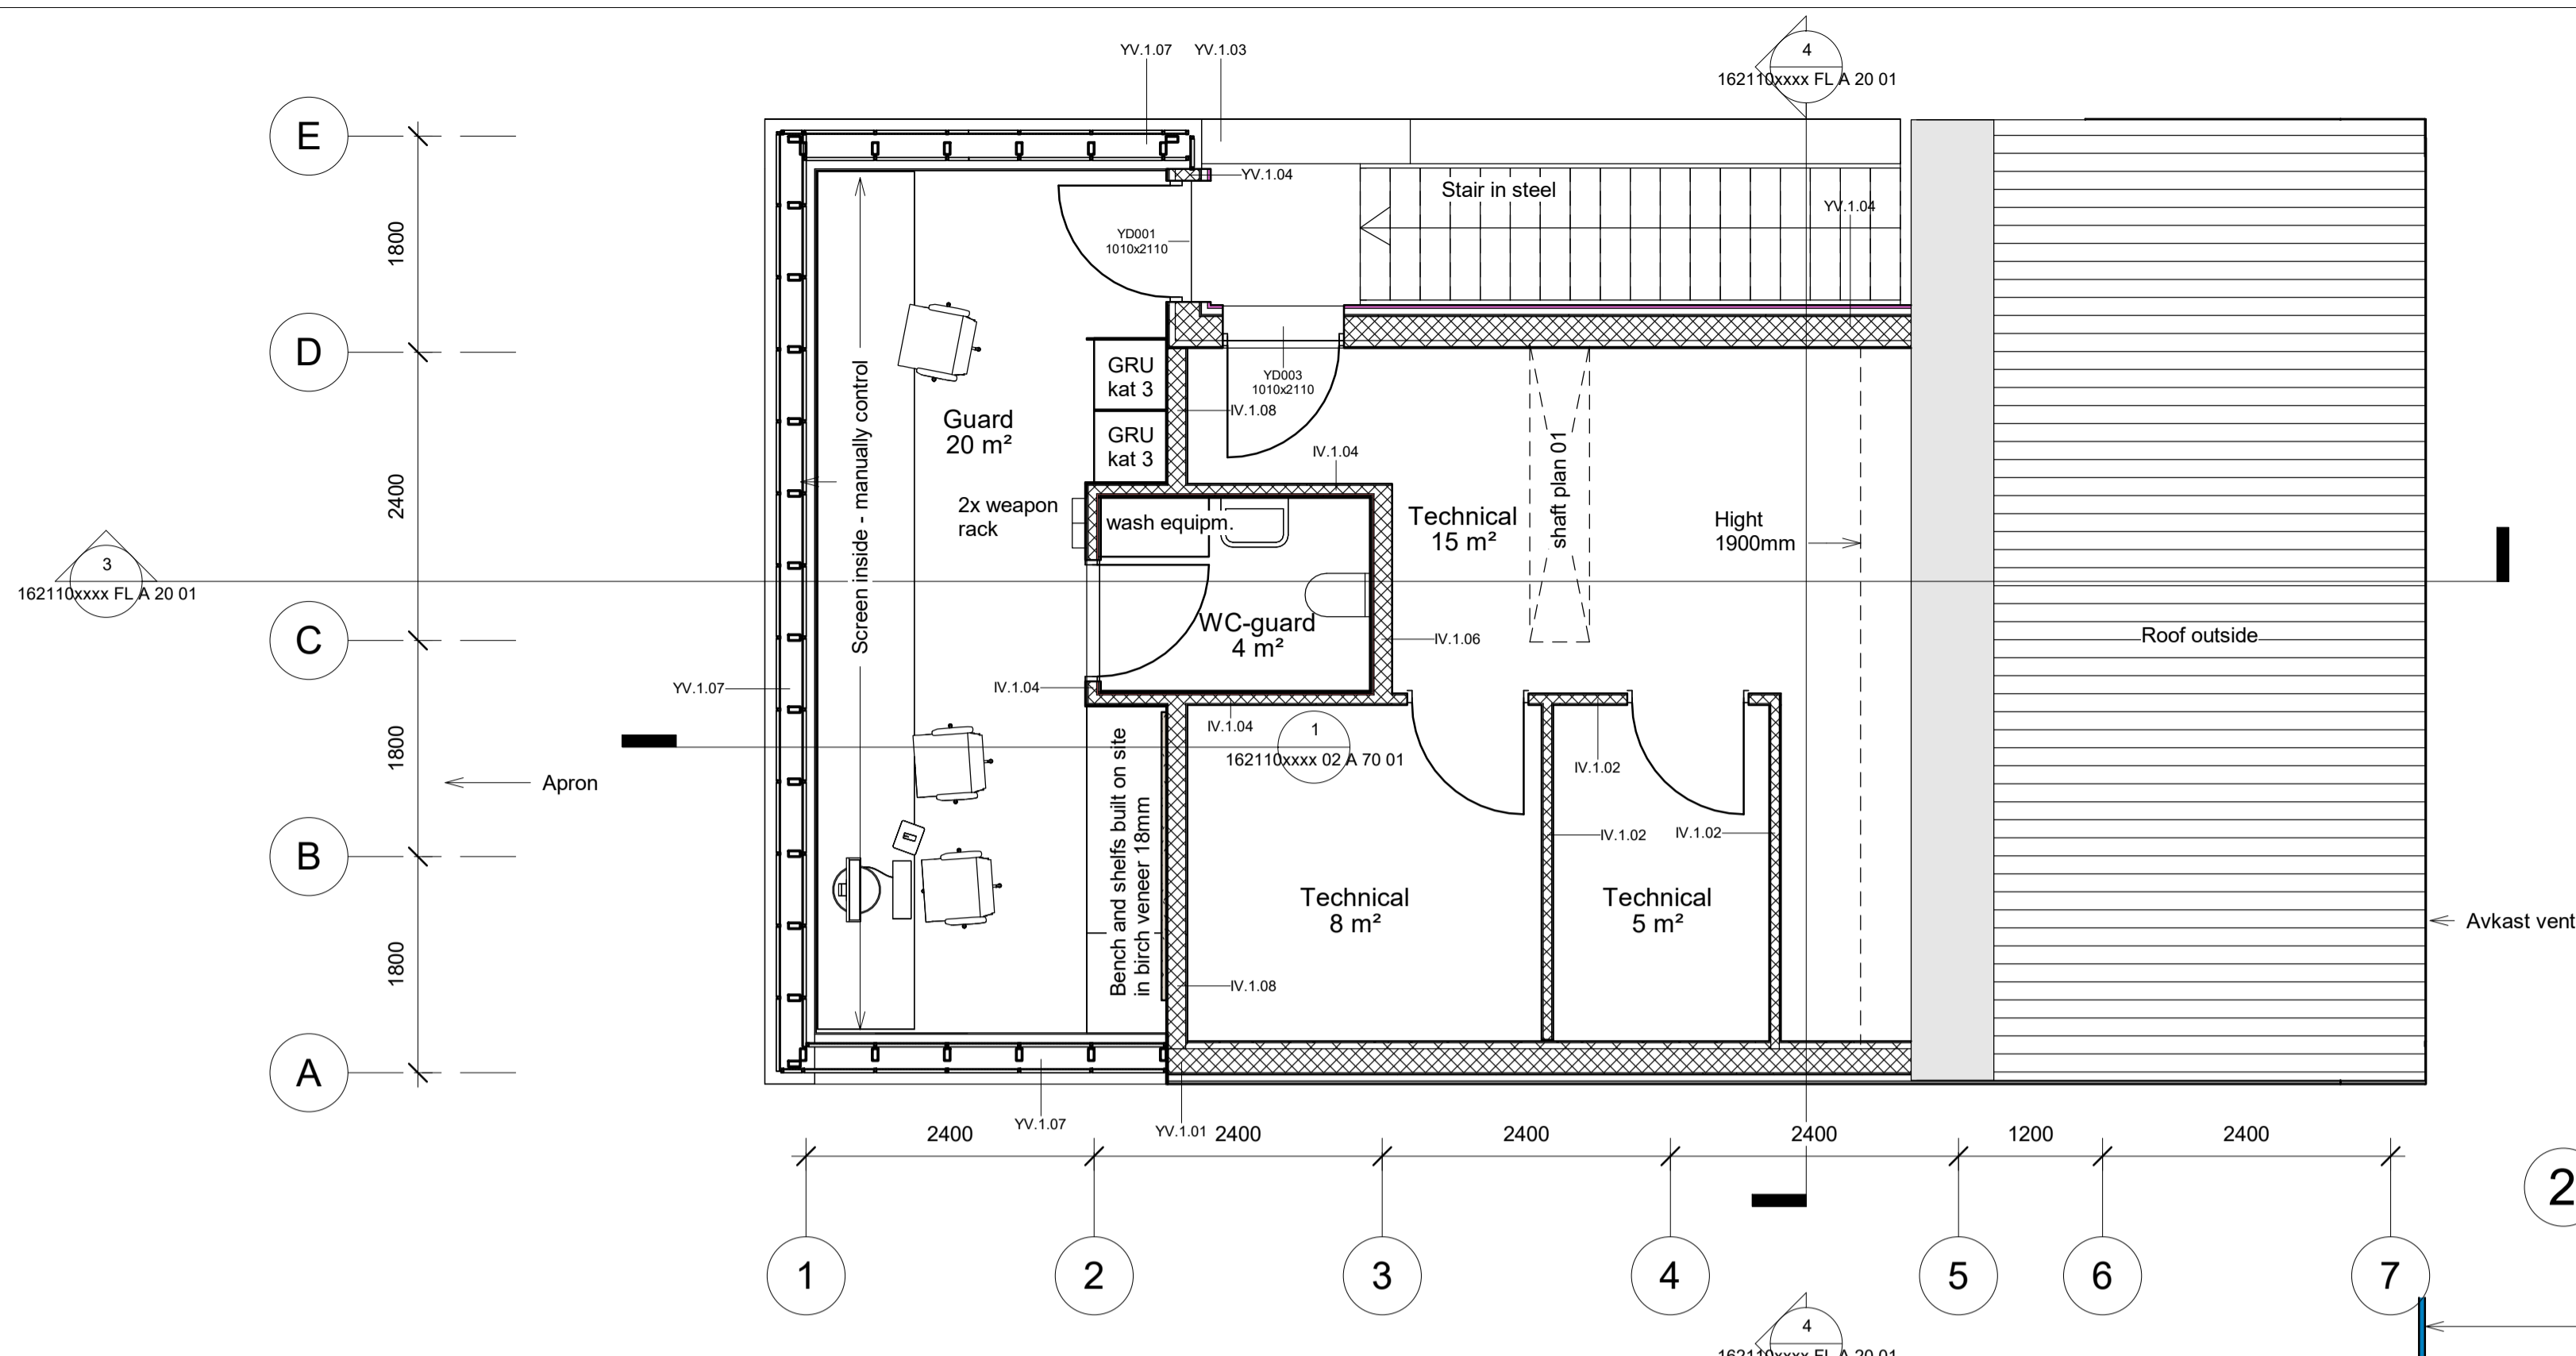 YV.1.07
YV.1.03
4
162110xxxx FL A 20 01
E
YV.1.04
Stair in steel
YV.1.04
1800
YD001
1010x2110
D
GRU
kat 3
YD003
1010x2110
IV.1.08
Guard
20 m²
Screen inside - manually control
GRU
kat 3
IV.1.04
shaft plan 01
2400
2x weapon
rack
wash equipm.
Technical
15 m²
Hight
1900mm
3
162110xxxx FL A 20 01
C
WC-guard
4 m²
IV.1.06
Roof outside
YV.1.07
IV.1.04
IV.1.04
1
162110xxxx 02 A 70 01
1800
Apron
IV.1.02
Bench and shelfs built on site
in birch veneer 18mm
IV.1.02
IV.1.02
B
Technical
8 m²
Technical
5 m²
Avkast vent
1800
IV.1.08
A
YV.1.07
YV.1.01
2400
2400
2400
2400
1200
2400
2
1
2
3
4
5
6
7
4
162110xxxx FL A 20 01